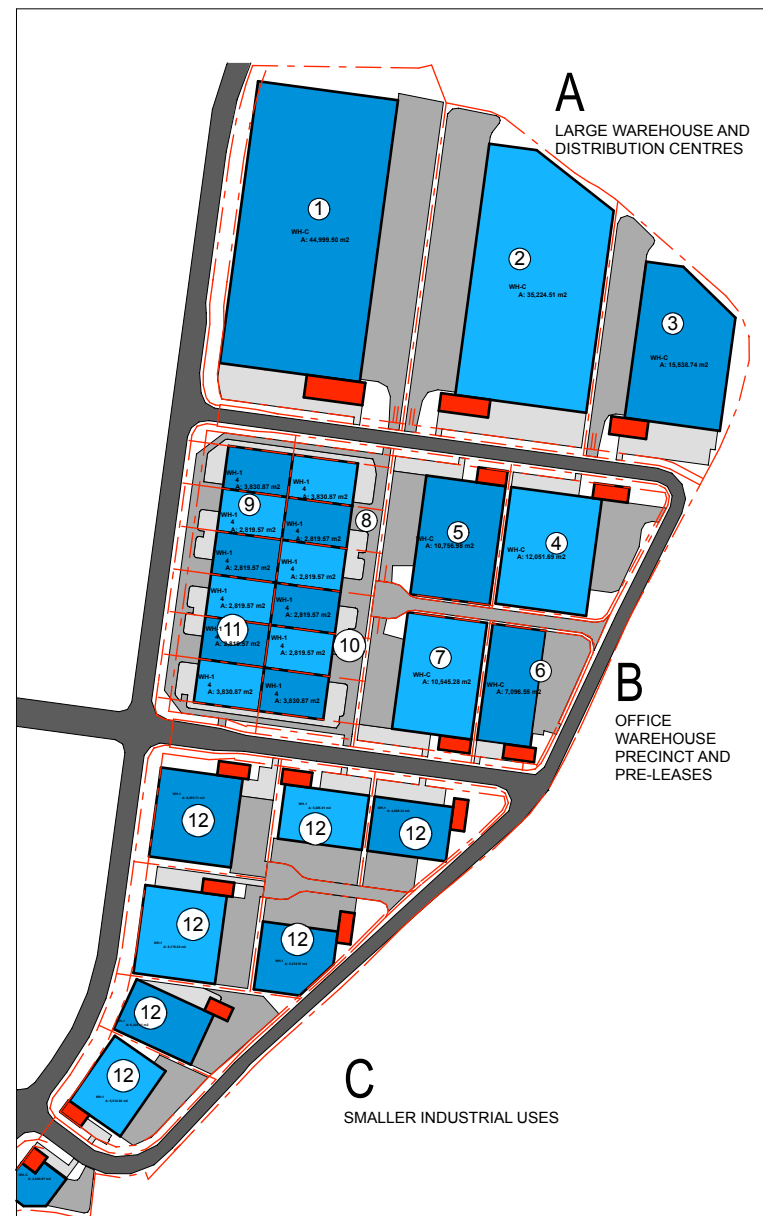 A
LARGE WAREHOUSE AND
DISTRIBUTION CENTRES
1
WH-C
A: 44,999.50 m2
2
WH-C
A: 35,224.51 m2
3
WH-C
A: 15,538.74 m2
WH-1
4
A: 3,830.87 m2
WH-1
4
A: 3,830.87 m2
9
WH-1
4
A: 2,819.57 m2
8
WH-1
4
A: 2,819.57 m2
WH-1
4
A: 2,819.57 m2
WH-1
4
A: 2,819.57 m2
WH-1
4
A: 2,819.57 m2
WH-1
4
A: 2,819.57 m2
11
WH-1
4
A: 2,819.57 m2
10
WH-1
4
A: 2,819.57 m2
WH-1
4
A: 3,830.87 m2
WH-1
4
A: 3,830.87 m2
5
WH-C
4
WH-C
A: 12,051.69 m2
7
WH-C
A: 10,545.28 m2
6
WH-C
B
OFFICE
WAREHOUSE
PRECINCT AND
PRE-LEASES
12
12
12
12
12
12
12
C
SMALLER INDUSTRIAL USES